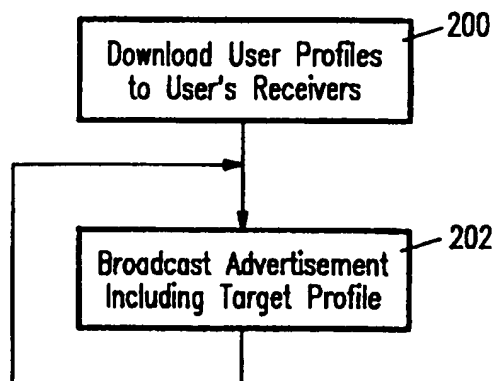 200
Download User Profiles
to User's Receivers
202
Broadcast Advertisement
Including Target Profile